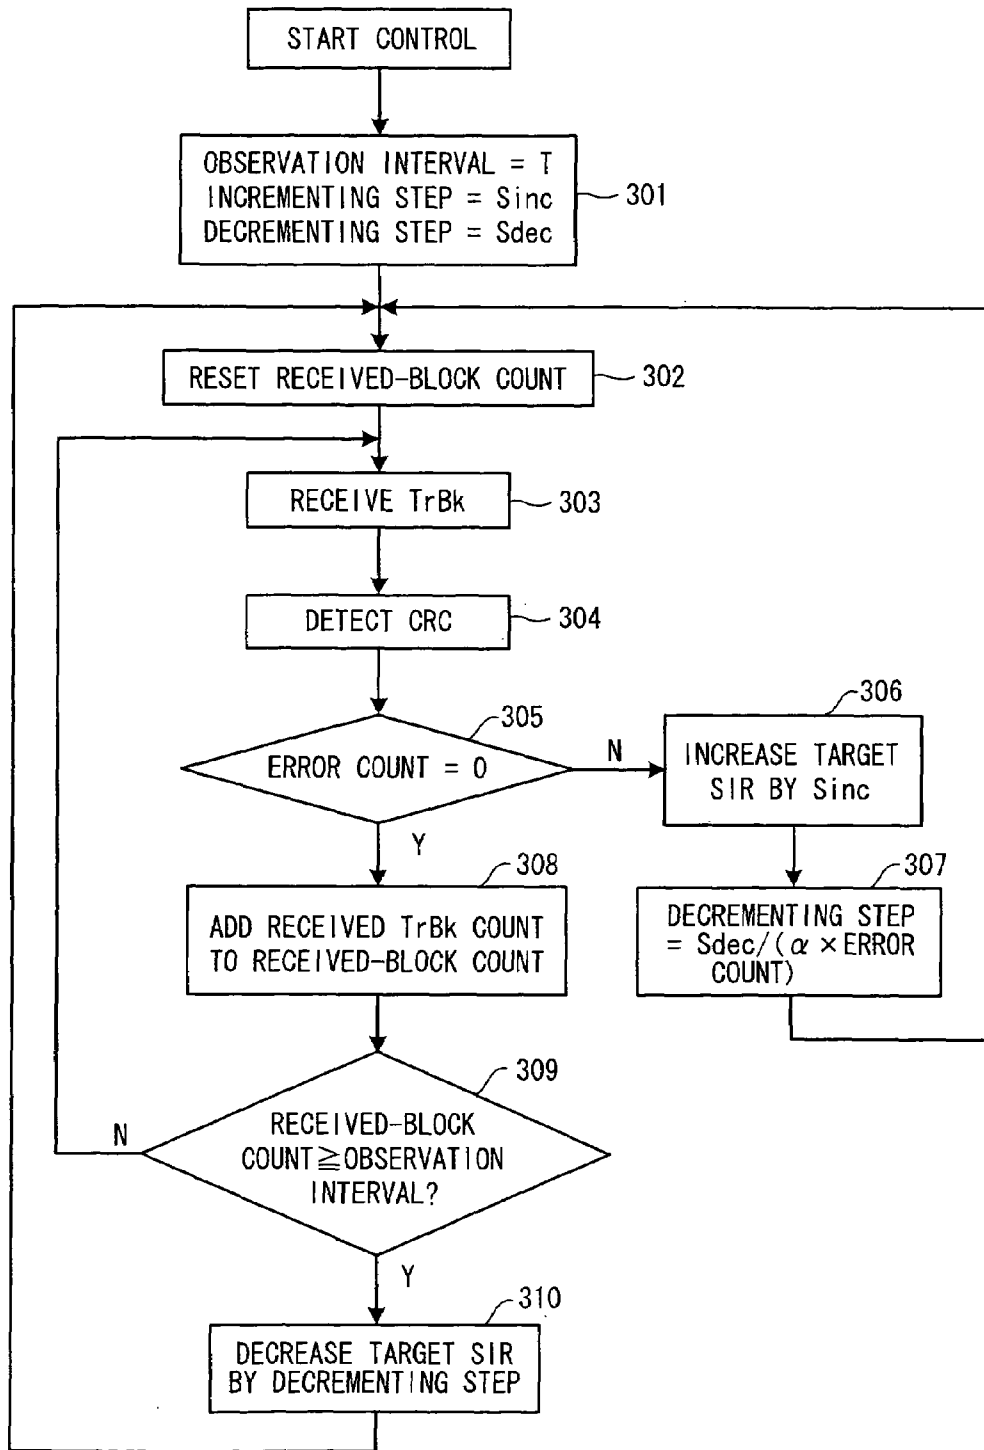 START CONTROL
OBSERVATION INTERVAL = T
INCREMENTING STEP = Sinc
DECREMENTING STEP = Sdec
301
RESET RECEIVED-BLOCK COUNT
302
RECEIVE TrBk
303
DETECT CRC
304
305
ERROR COUNT = 0
N
Y
306
INCREASE TARGET
SIR BY Sinc
307
DECREMENTING STEP
= Sdec/(α × ERROR
COUNT)
308
ADD RECEIVED TrBk COUNT
TO RECEIVED-BLOCK COUNT
309
RECEIVED-BLOCK
COUNT≧OBSERVATION
INTERVAL?
N
Y
310
DECREASE TARGET SIR
BY DECREMENTING STEP